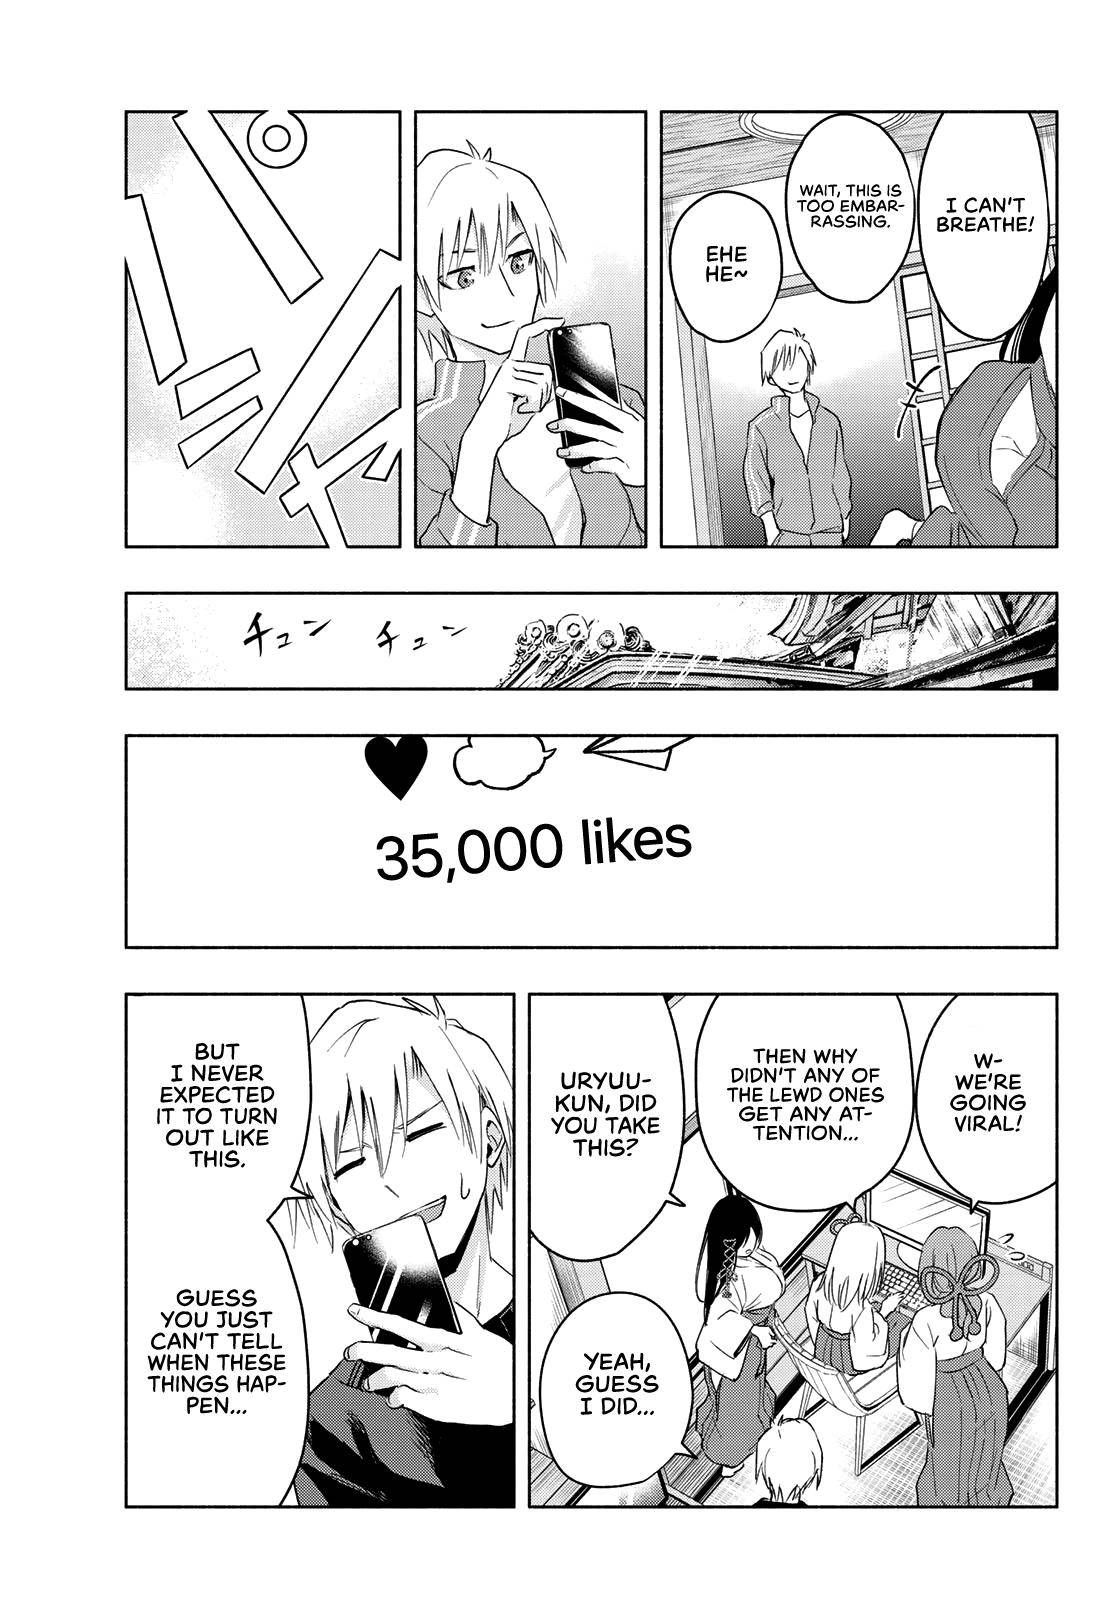 I CAN'T
BREATHE!
WAIT, THIS IS
TOO EMBAR-
RASSING.
EHE
HE~
パシャ
チュン
チュン
35,000 likes
W-
WE'RE
GOING
VIRAL!
THEN WHY
DIDN'T ANY OF
THE LEWD ONES
GET ANY AT-
TENTION...
URYUU-
KUN, DID
YOU TAKE
THIS?
YEAH,
GUESS
I DID...
BUT
I NEVER
EXPECTED
IT TO TURN
OUT LIKE
THIS.
GUESS
YOU JUST
CAN'T TELL
WHEN THESE
THINGS HAP-
PEN...